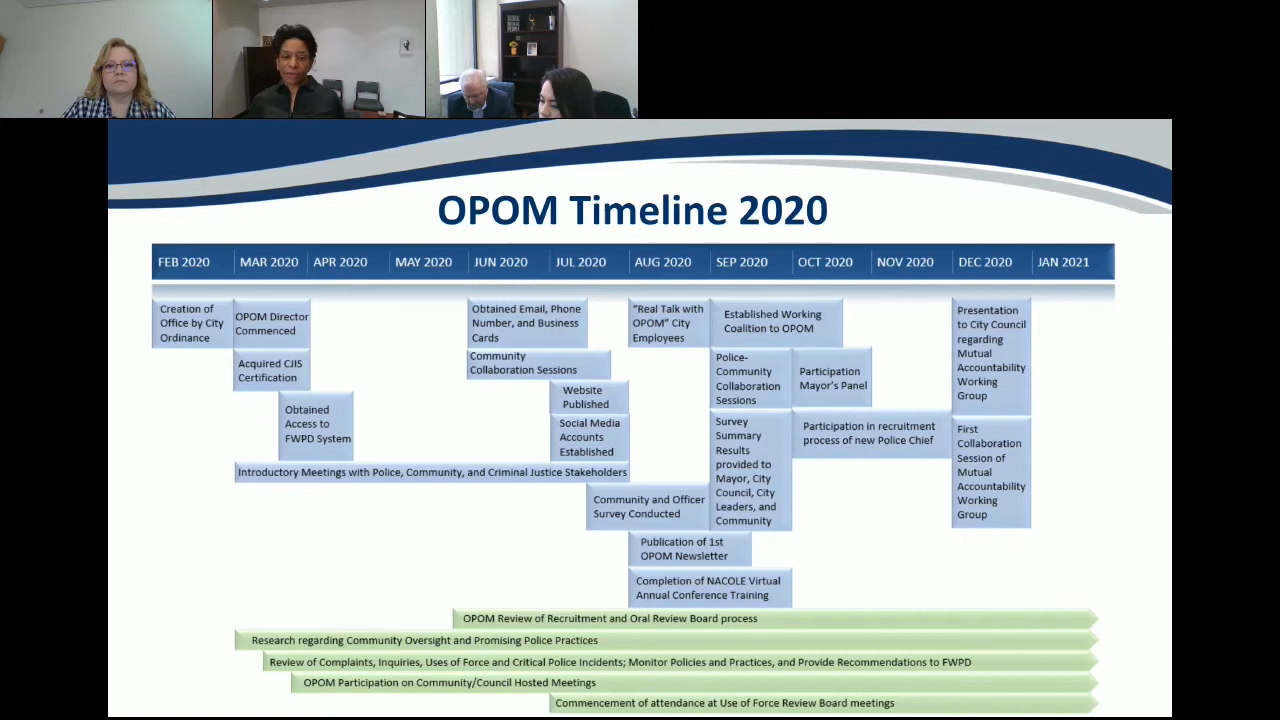 OPOM Timeline 2020
FEB 2020
MAR 2020
APR 2020
MAY 2020
JUN 2020
JUL 2020
AUG 2020
SEP 2020
OCT 2020
NOV 2020
DEC 2020
JAN 2021
Creation of
Office by City
Ordinance
OPOM Director
Commenced
Acquired CJIS
Certification
Obtained
Access to
FWPD System
Introductory Meetings with Police, Community, and Criminal Justice Stakeholders
Obtained Email, Phone
Number, and Business
Cards
Community
Collaboration Sessions
Website
Published
Social Media
Accounts
Established
Community and Officer
Survey Conducted
"Real Talk with
OPOM" City
Employees
Publication of 1st
OPOM Newsletter
Completion of NACOLE Virtual
Annual Conference Training
Established Working
Coalition to OPOM
Police-
Community
Collaboration
Sessions
Survey
Summary
Results
provided to
Mayor, City
Council, City
Leaders, and
Community
Participation
Mayor's Panel
Participation in recruitment
process of new Police Chief
Presentation
to City Council
regarding
Mutual
Accountability
Working
Group
First
Collaboration
Session of
Mutual
Accountability
Working
Group
OPOM Review of Recruitment and Oral Review Board process
Research regarding Community Oversight and Promising Police Practices
Review of Complaints, Inquiries, Uses of Force and Critical Police Incidents; Monitor Policies and Practices, and Provide Recommendations to FWPD
OPOM Participation on Community/Council Hosted Meetings
Commencement of attendance at Use of Force Review Board meetings